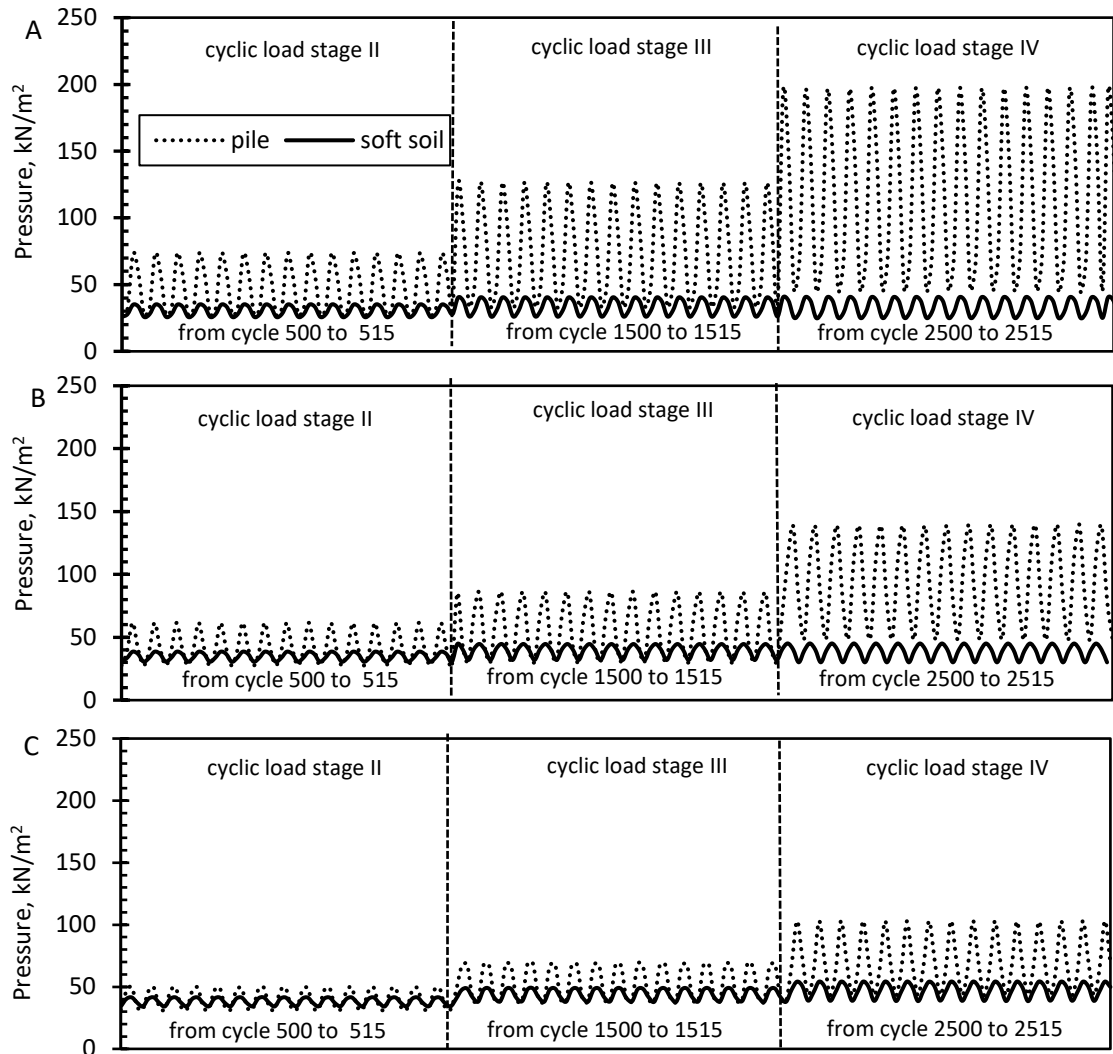 A
250
200
150
100
50
0
Pressure, kN/m²
cyclic load stage II
cyclic load stage III
cyclic load stage IV
pile
soft soil
from cycle 500 to  515
from cycle 1500 to 1515
from cycle 2500 to 2515
B
250
200
150
100
50
0
Pressure, kN/m²
cyclic load stage II
cyclic load stage III
cyclic load stage IV
from cycle 500 to  515
from cycle 1500 to 1515
from cycle 2500 to 2515
C
250
200
150
100
50
0
Pressure, kN/m²
cyclic load stage II
cyclic load stage III
cyclic load stage IV
from cycle 500 to  515
from cycle 1500 to 1515
from cycle 2500 to 2515